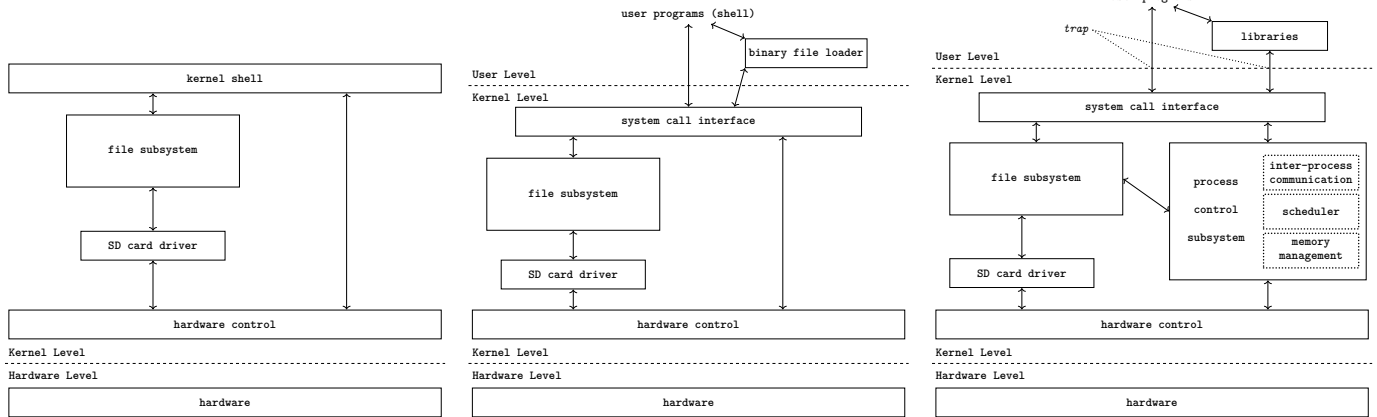 kernel shell
file subsystem
SD card driver
hardware control
Kernel Level
Hardware Level
hardware
user programs (shell)
binary file loader
User Level
Kernel Level
system call interface
file subsystem
SD card driver
hardware control
Kernel Level
Hardware Level
hardware
trap
libraries
User Level
Kernel Level
system call interface
file subsystem
process
control
subsystem
inter-process
communication
scheduler
memory
management
SD card driver
hardware control
Kernel Level
Hardware Level
hardware